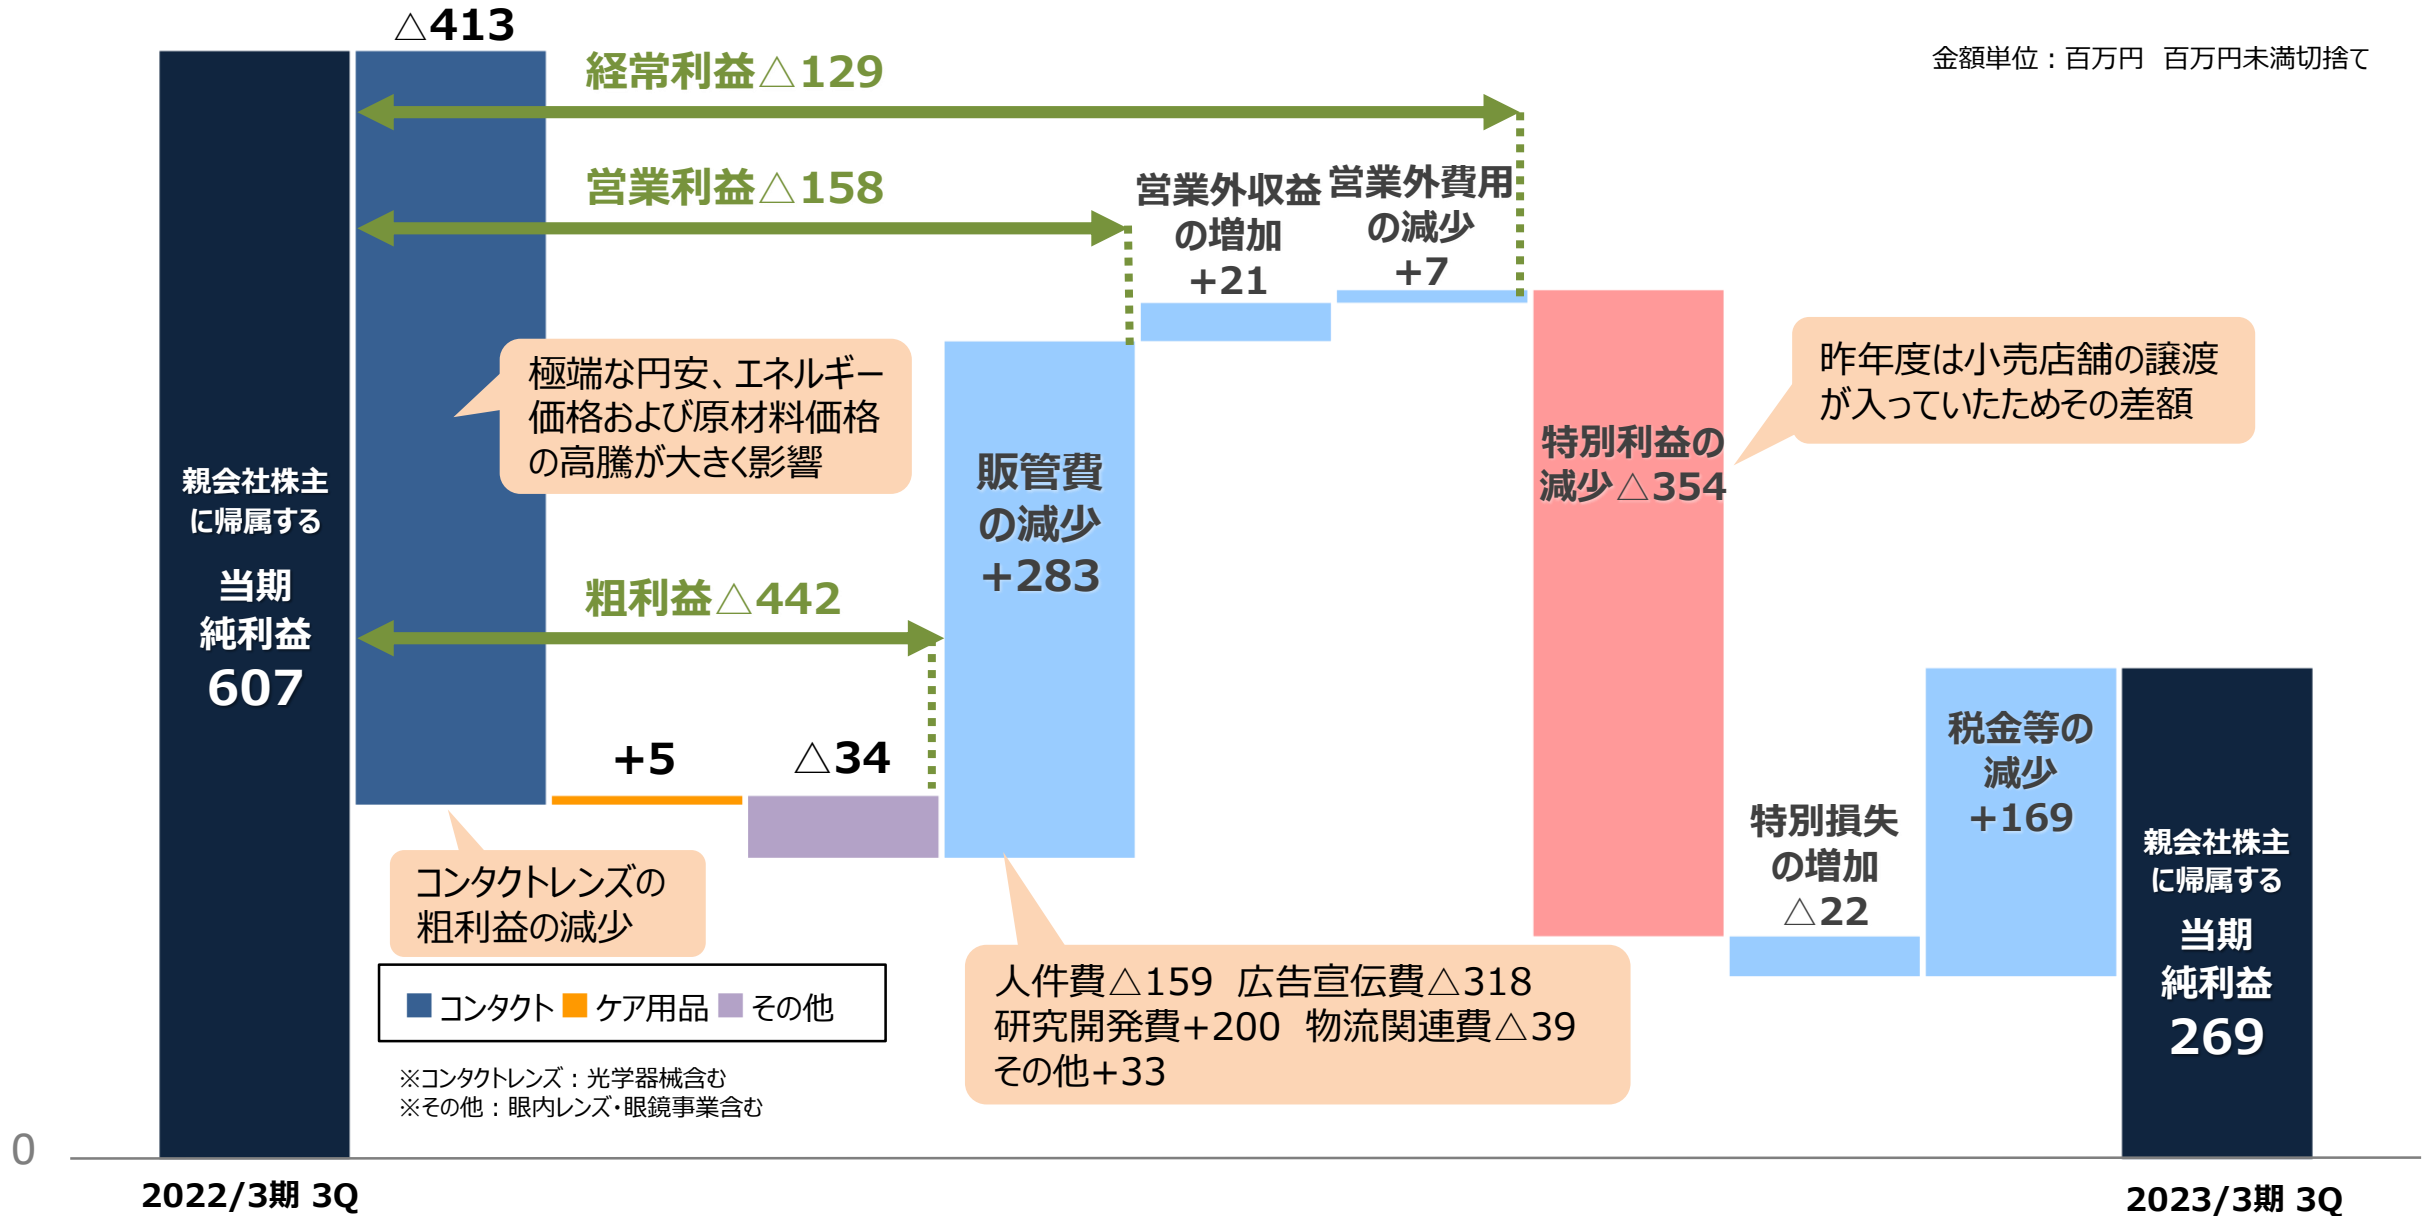 △413
金額単位：百万円 百万円未満切捨て
経常利益△129
営業利益△158
営業外収益
の増加
+21
営業外費用
の減少
+7
極端な円安、エネルギー
価格および原材料価格
の高騰が大きく影響
昨年度は小売店舗の譲渡
が入っていたためその差額
親会社株主
に帰属する
当期
純利益
607
粗利益△442
販管費
の減少
+283
特別利益の
減少△354
+5
△34
コンタクトレンズの
粗利益の減少
特別損失
の増加
△22
税金等の
減少
+169
親会社株主
に帰属する
当期
純利益
269
人件費△159 広告宣伝費△318
研究開発費+200 物流関連費△39
その他+33
コンタクト ケア用品 その他
※コンタクトレンズ：光学器械含む
※その他：眼内レンズ・眼鏡事業含む
0
2022/3期 3Q
2023/3期 3Q